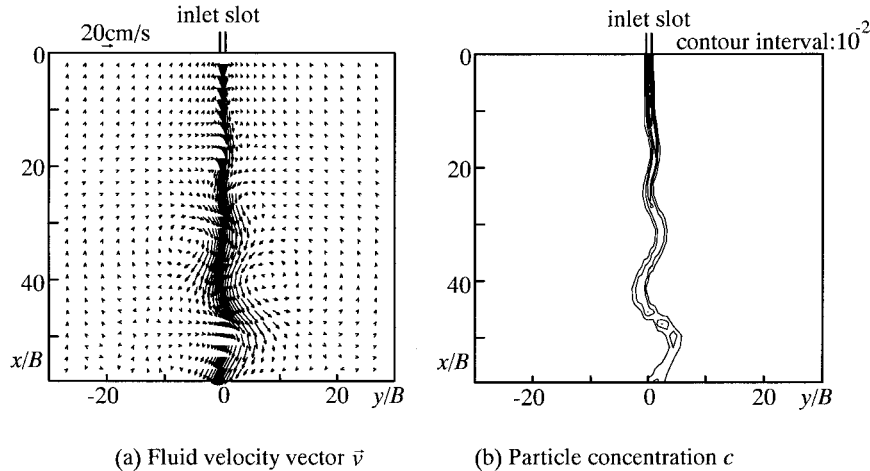 inlet slot
inlet slot
20cm/s
contour interval:10-2
0
20
40
x/B
-20
0
20
y/B
0
20
40
x/B
-20
0
20
y/B
(a) Fluid velocity vector v⃗
(b) Particle concentration c